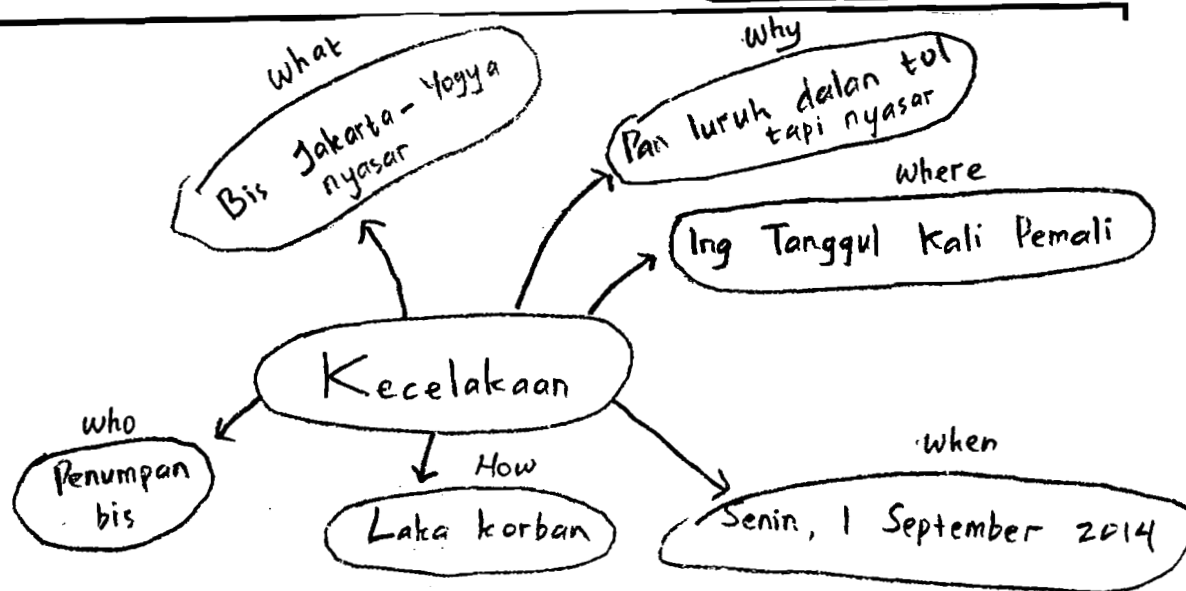 what
Bis Jakarta - Yogya
nyasar
why
Pan luruh dalan tol
tapi nyasar
where
Ing Tanggul Kali Pemali
Kecelakaan
who
Penumpan
bis
How
Laka korban
when
Senin, 1 September 2014